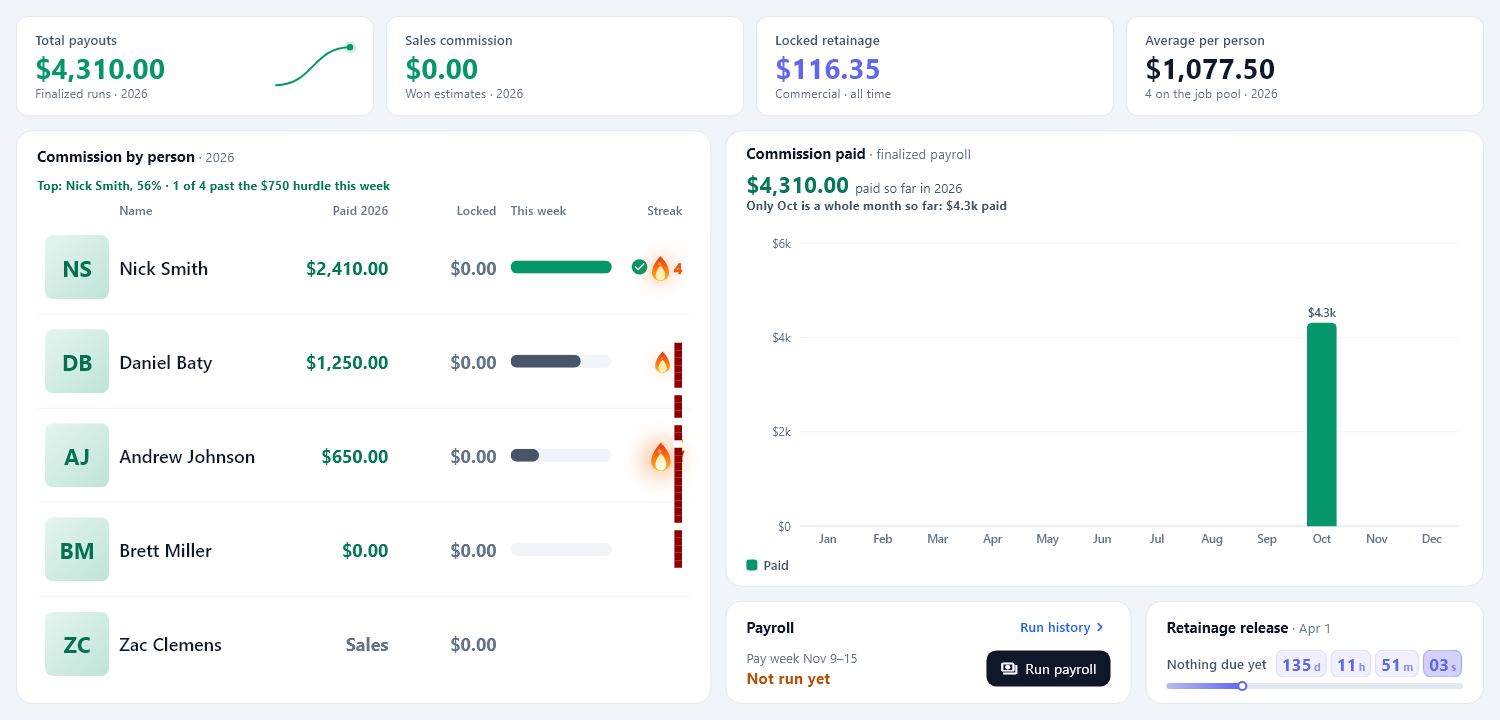 Total payouts
$4,310.00
Finalized runs · 2026
Sales commission
$0.00
Won estimates · 2026
Locked retainage
$116.35
Commercial · all time
Average per person
$1,077.50
4 on the job pool · 2026
Commission by person · 2026
Top: Nick Smith, 56% · 1 of 4 past the $750 hurdle this week
Name Paid 2026 Locked This week Streak
NS Nick Smith $2,410.00 $0.00 4
DB Daniel Baty $1,250.00 $0.00
AJ Andrew Johnson $650.00 $0.00
BM Brett Miller $0.00 $0.00
ZC Zac Clemens Sales $0.00
Commission paid · finalized payroll
$4,310.00 paid so far in 2026
Only Oct is a whole month so far: $4.3k paid
$6k
$4.3k
$4k
$2k
$0
Jan Feb Mar Apr May Jun Jul Aug Sep Oct Nov Dec
Paid
Payroll
Run history
Pay week Nov 9–15
Not run yet
Run payroll
Retainage release · Apr 1
Nothing due yet 135 d 11 h 51 m 03 s